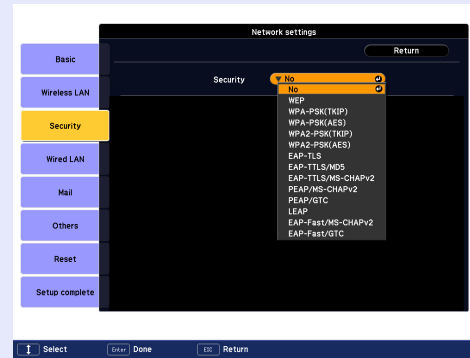 Network settings
Return
Basic
Wireless LAN
Security
Wired LAN
Mail
Others
Reset
Setup complete
Security
No
No
WEP
WPA-PSK(TKIP)
WPA-PSK(AES)
WPA2-PSK(TKIP)
WPA2-PSK(AES)
EAP-TLS
EAP-TTLS/MD5
EAP-TTLS/MS-CHAPv2
PEAP/MS-CHAPv2
PEAP/GTC
LEAP
EAP-Fast/MS-CHAPv2
EAP-Fast/GTC
Select Enter Done ESC Return